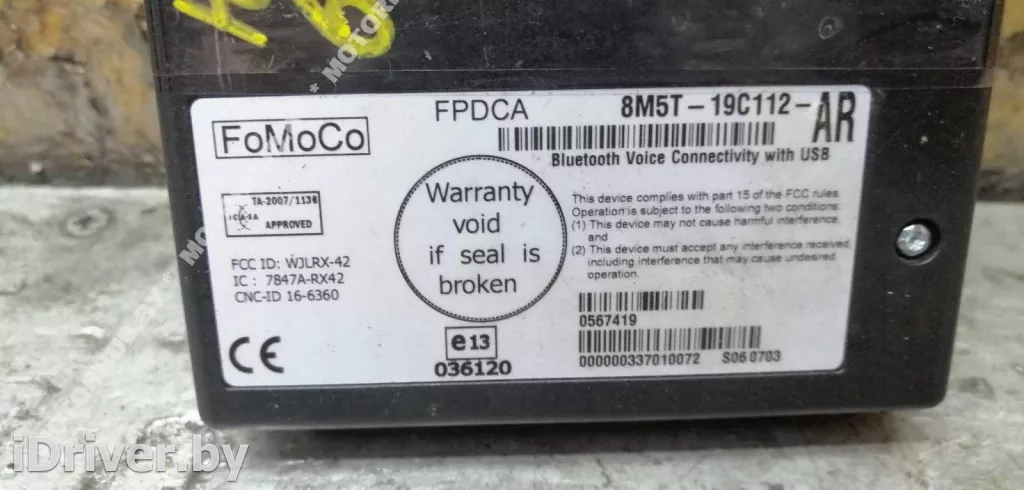 FPDCA
8M5T-19C112-AR
FoMoCo
Bluetooth Voice Connectivity with USB
TA-2007/1138
ICASA
APPROVED
Warranty
void
if seal is
broken
This device complies with part 15 of the FCC rules.
Operation is subject to the following two conditions
(1) This device may not cause harmful interference,
and
(2) This device must accept any interference received,
including interference that may cause undesired
operation.
FCC ID: WJLRX-42
IC : 7847A-RX42
CNC-ID 16-6360
0567419
e13
036120
000000337010072 S06 0703
CE
iDriver.by